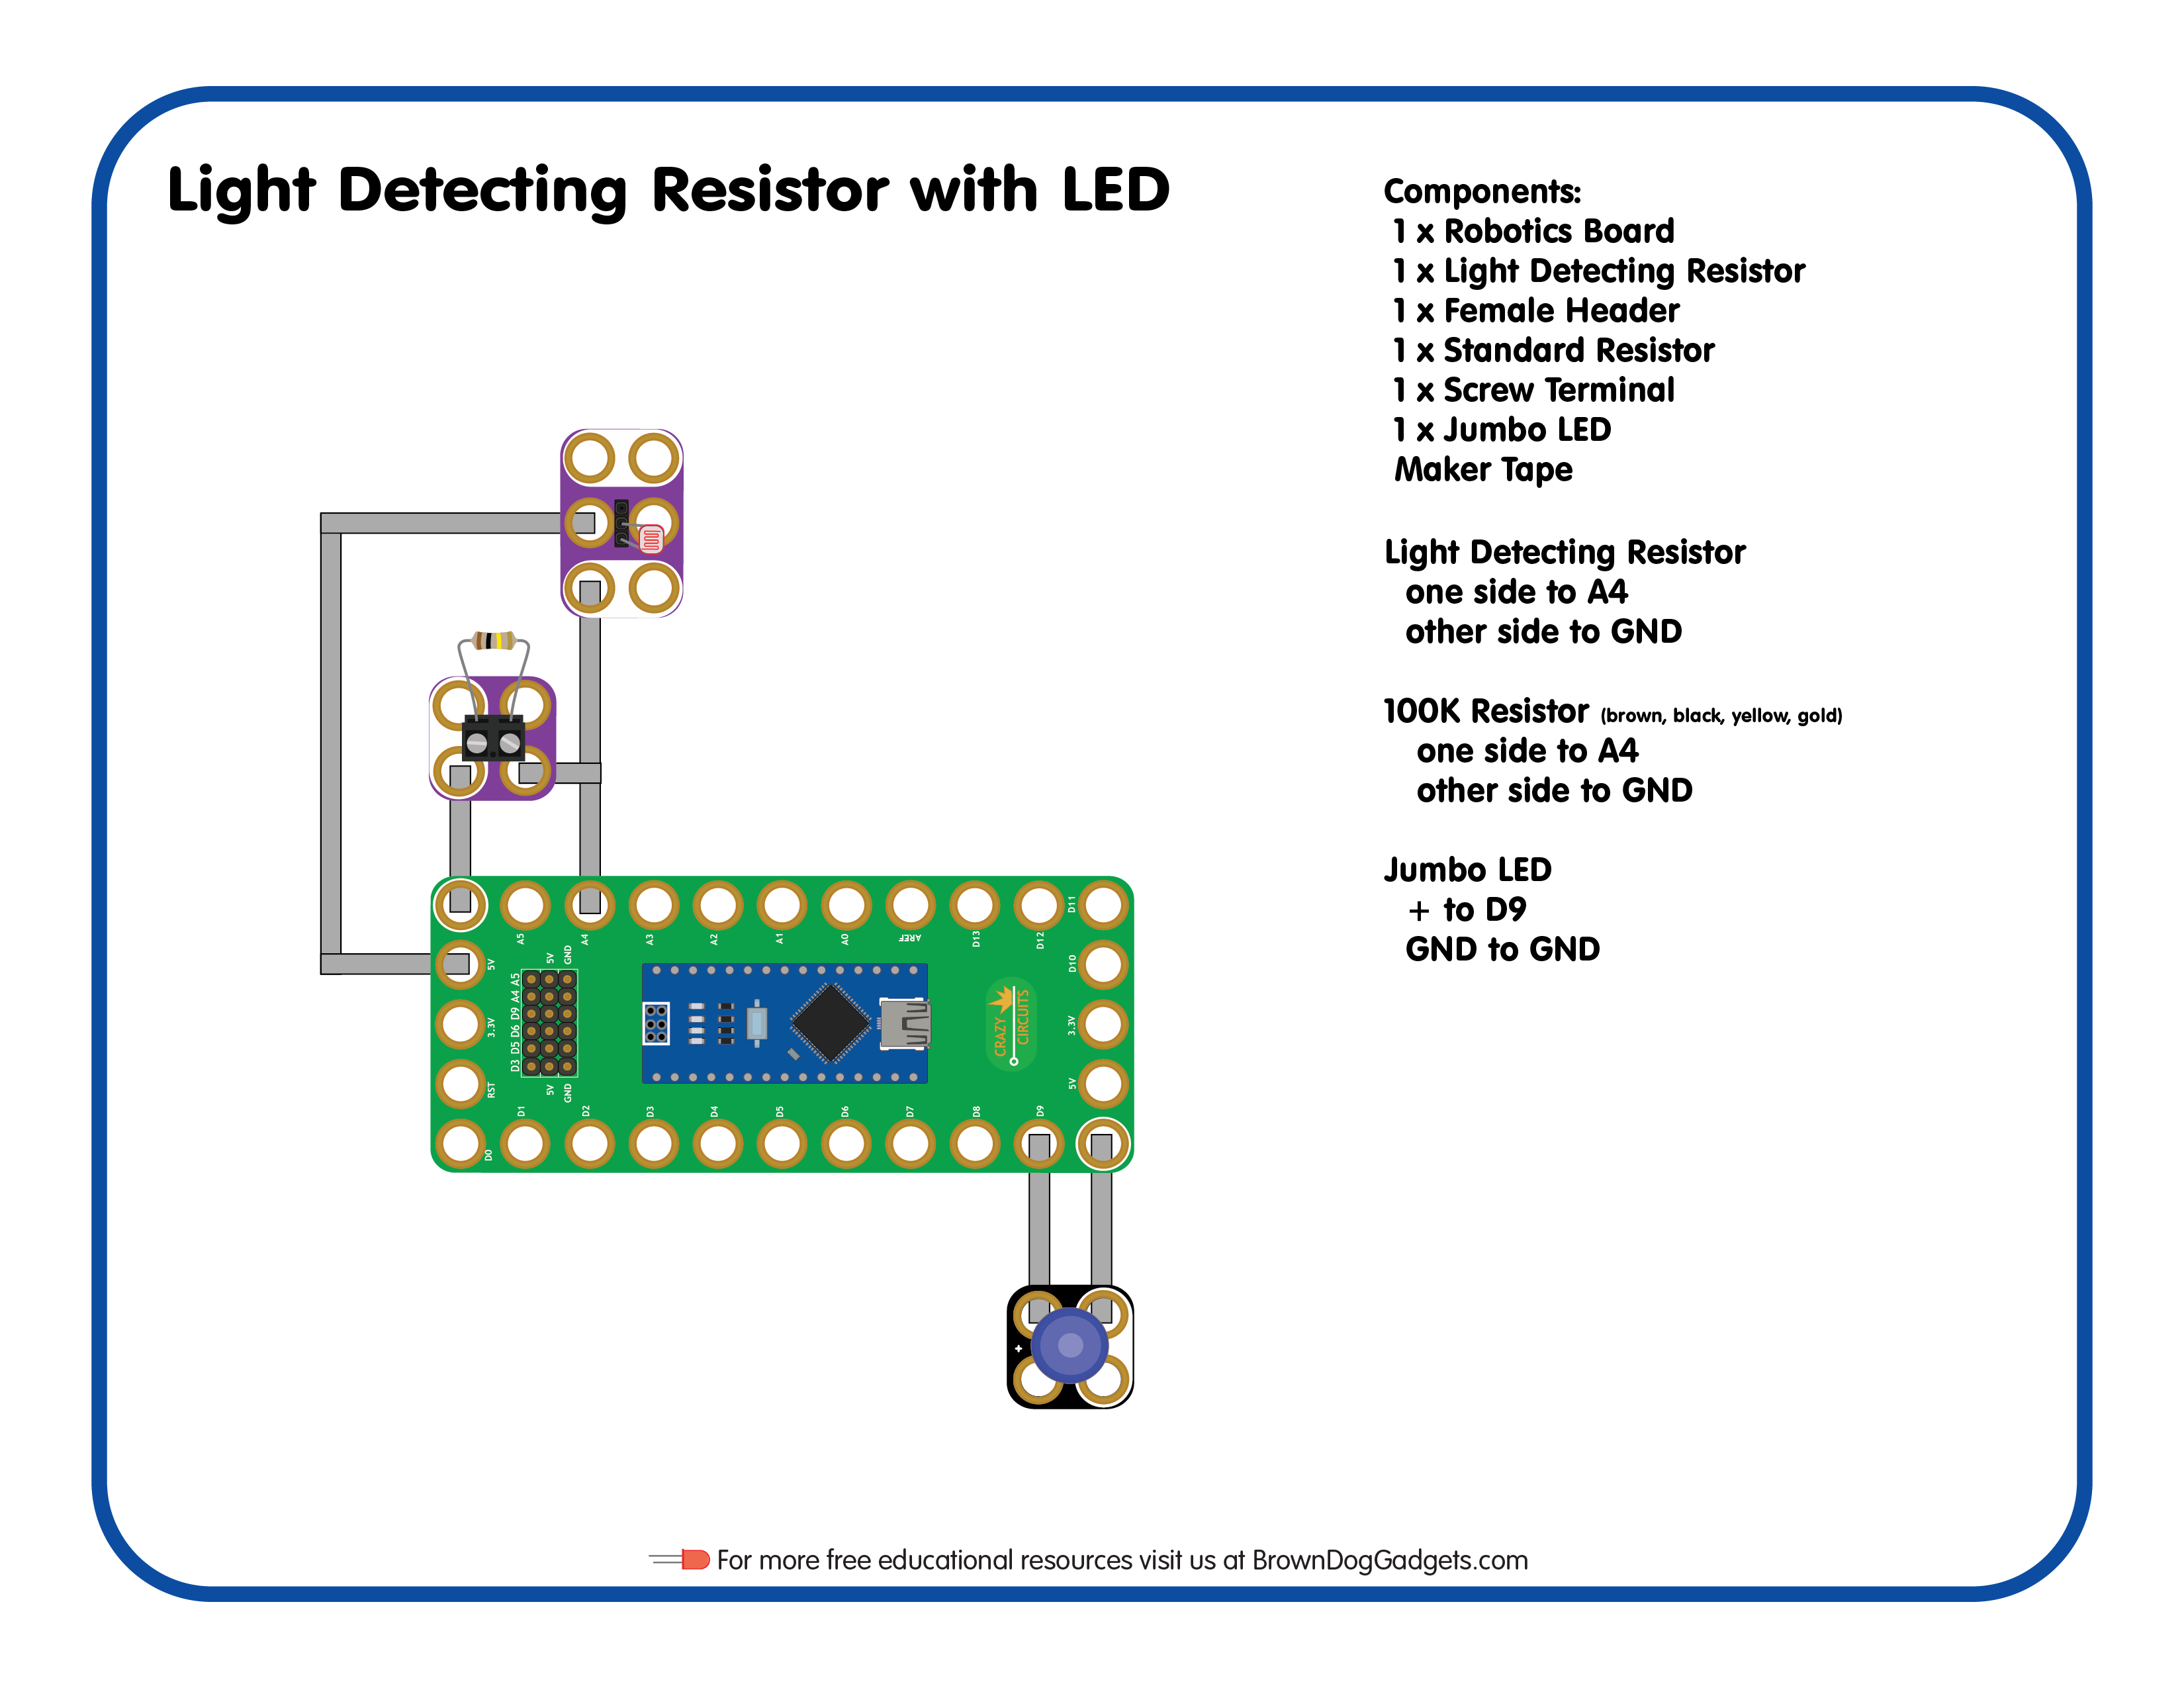 Light Detecting Resistor with LED
Components:
1 x Robotics Board
1 x Light Detecting Resistor
1 x Female Header
1 x Standard Resistor
1 x Screw Terminal
1 x Jumbo LED
Maker Tape
Light Detecting Resistor
one side to A4
other side to GND
100K Resistor (brown, black, yellow, gold)
one side to A4
other side to GND
Jumbo LED
+ to D9
GND to GND
A5
A4
A3
A2
A1
A0
AREF
D13
D12
D11
5V
5V
GND
D10
A5
A4
D9
D6
D5
D3
3.3V
CRAZY
CIRCUITS
3.3V
RST
5V
GND
5V
D0
D1
D2
D3
D4
D5
D6
D7
D8
D9
+
For more free educational resources visit us at BrownDogGadgets.com